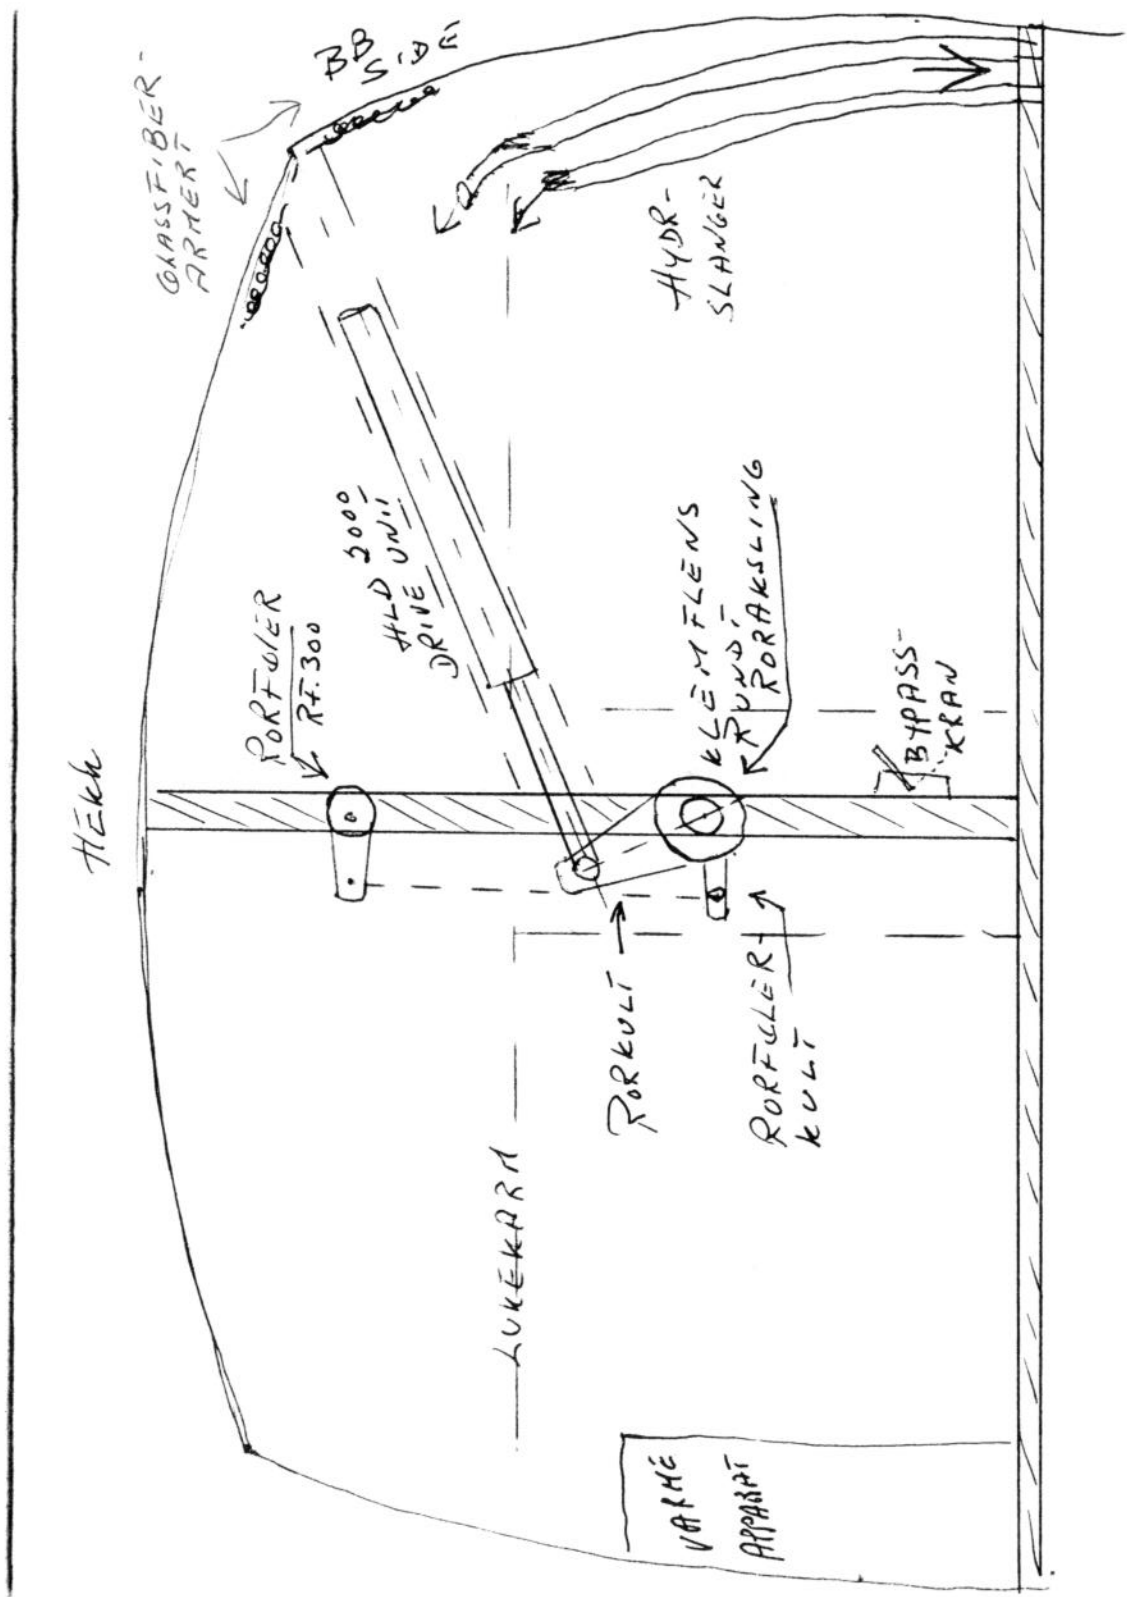 HEKK
GLASSFIBER-
ARMERT
BB
SIDE
RORFØLER
RF.300
HLD 2000
DRIVE UNIT
LUKEKARM
RORKULT
HYDR-
SLANGER
KLEMFLENS
RUNDT
RORAKSLING
VARME
APPARAT
RORFØLER-
KULT
BYPASS-
KRAN